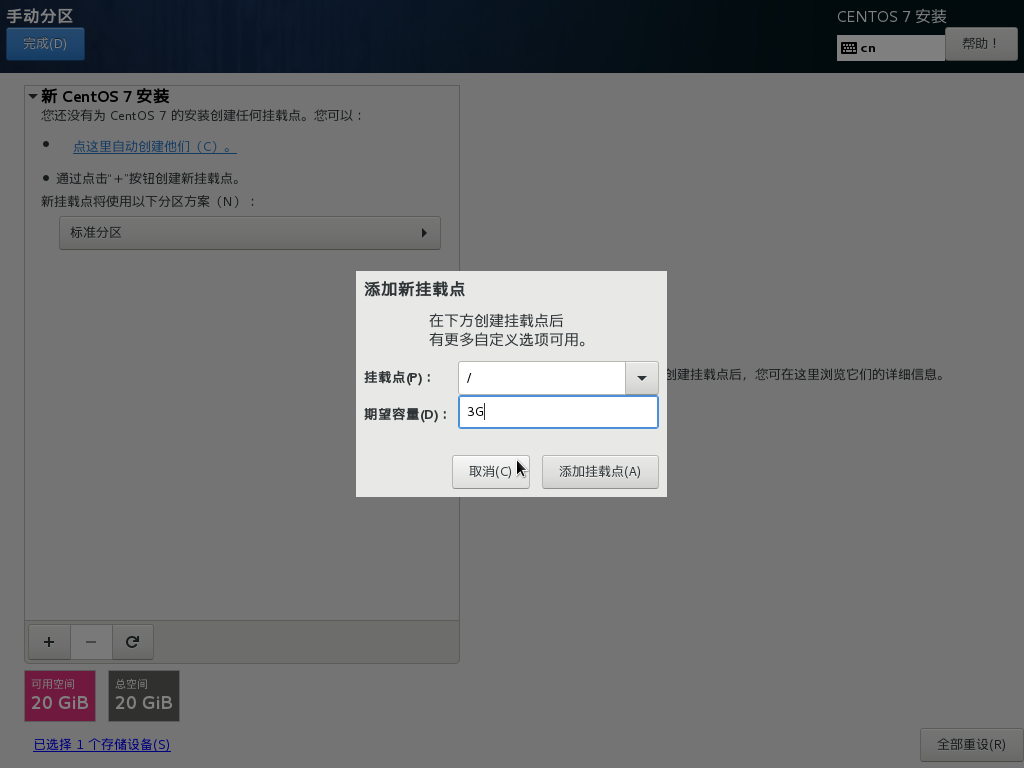 手动分区
CENTOS 7 安装
完成(D)
cn
帮助！
新 CentOS 7 安装
您还没有为 CentOS 7 的安装创建任何挂载点。您可以：
点这里自动创建他们（C）。
通过点击“+”按钮创建新挂载点。
新挂载点将使用以下分区方案（N）：
标准分区
添加新挂载点
在下方创建挂载点后
有更多自定义选项可用。
挂载点(P)：
/
创建挂载点后，您可在这里浏览它们的详细信息。
期望容量(D)：
3G
取消(C)
添加挂载点(A)
+ −
可用空间
20 GiB
总空间
20 GiB
已选择 1 个存储设备(S)
全部重设(R)